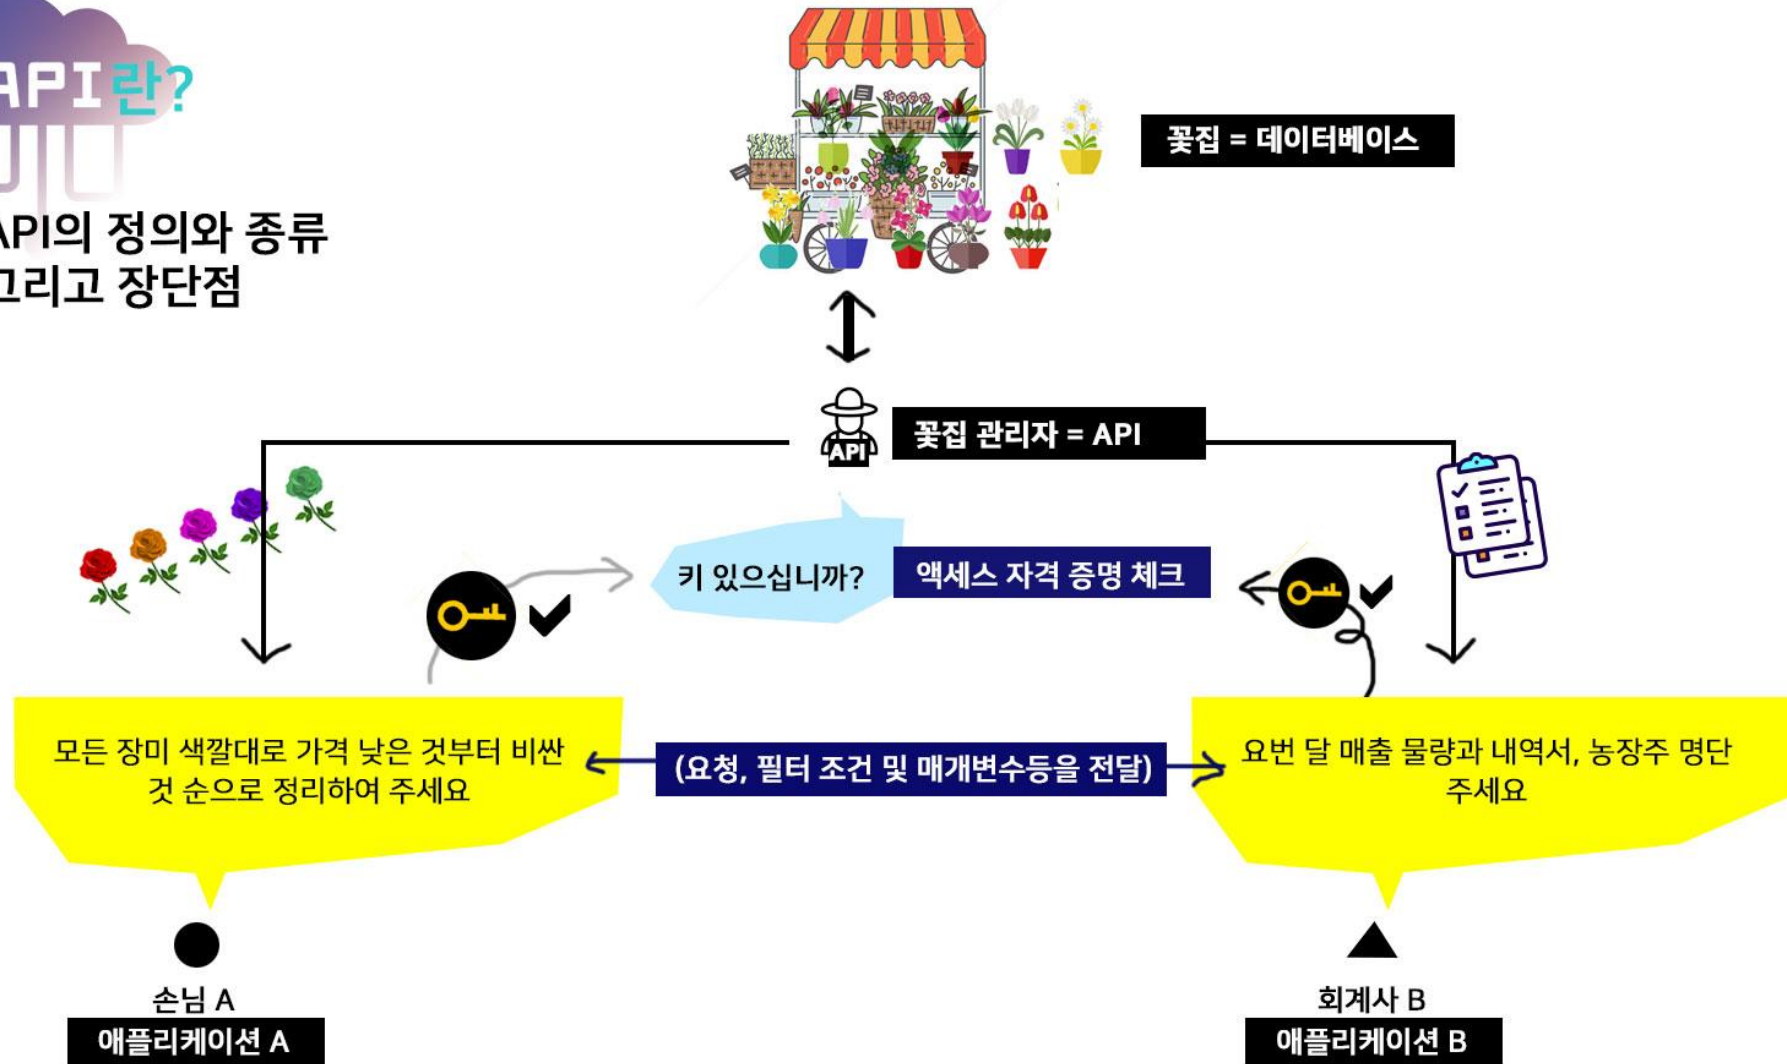 API란?
API의 정의와 종류
그리고 장단점
꽃집 = 데이터베이스
API
꽃집 관리자 = API
키 있으십니까?
액세스 자격 증명 체크
모든 장미 색깔대로 가격 낮은 것부터 비싼
것 순으로 정리하여 주세요
(요청, 필터 조건 및 매개변수등을 전달)
요번 달 매출 물량과 내역서, 농장주 명단
주세요
손님 A
애플리케이션 A
회계사 B
애플리케이션 B